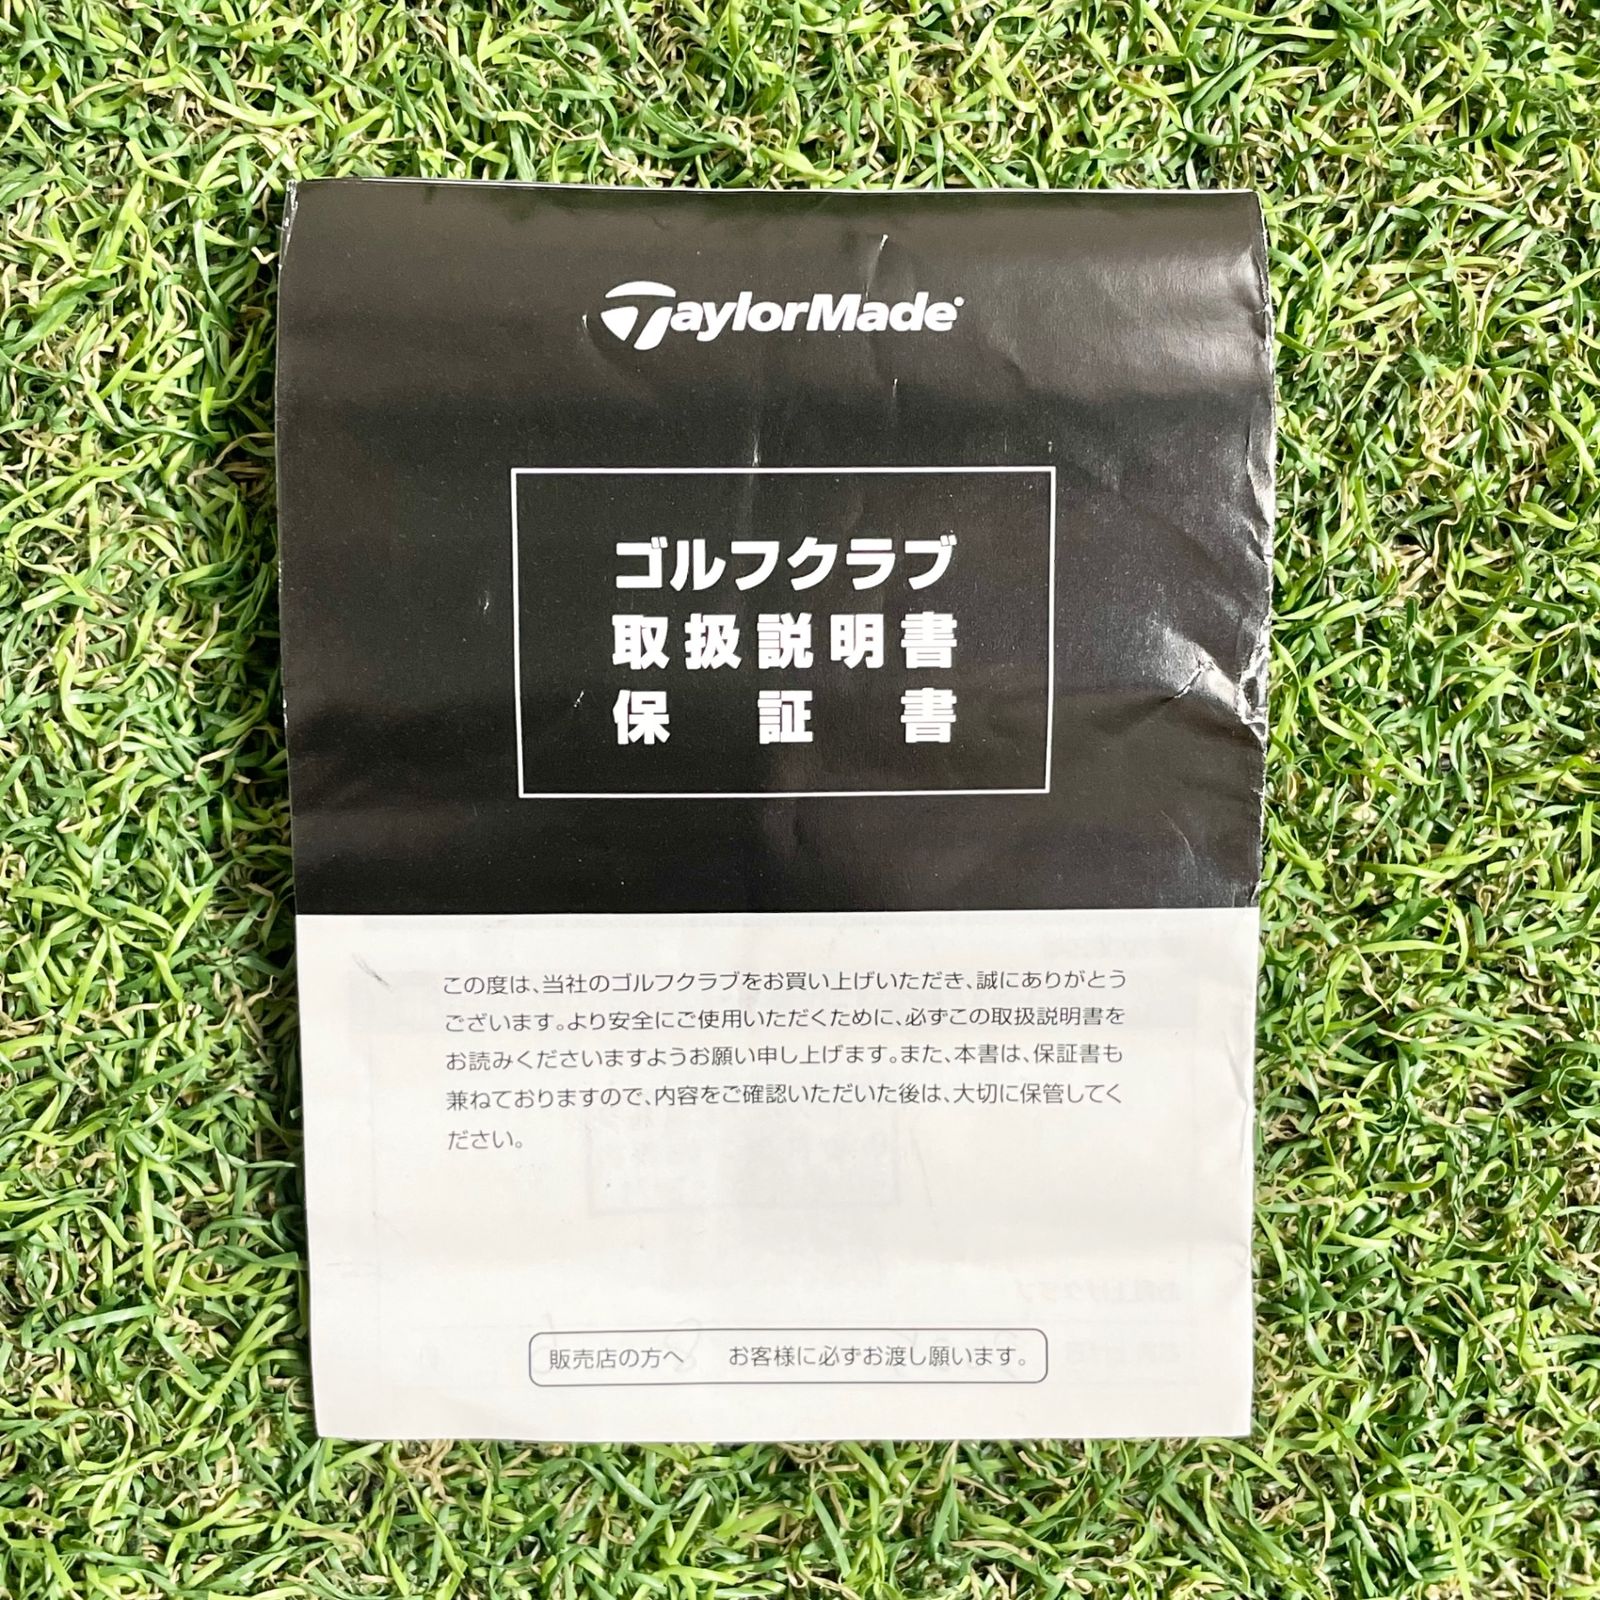 TaylorMade
ゴルフクラブ
取扱説明書
保証書
この度は、当社のゴルフクラブをお買い上げいただき、誠にありがとう
ございます。より安全にご使用いただくために、必ずこの取扱説明書を
お読みくださいますようお願い申し上げます。また、本書は、保証書も
兼ねておりますので、内容をご確認いただいた後は、大切に保管してく
ださい。
販売店の方へ　お客様に必ずお渡し願います。